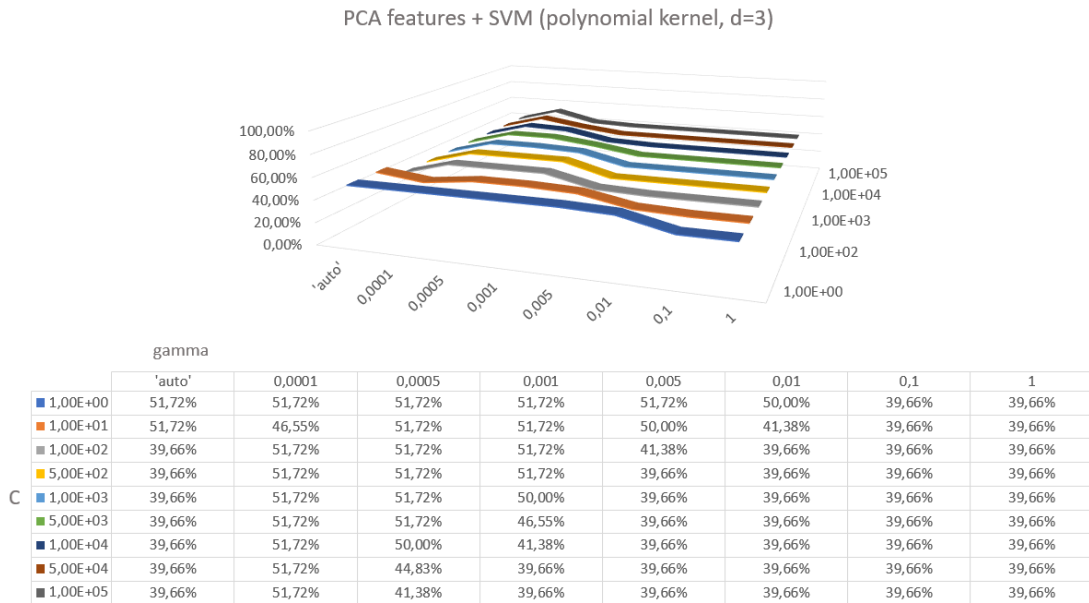 PCA features + SVM (polynomial kernel, d=3)
100,00%
80,00%
60,00%
40,00%
20,00%
0,00%
'auto'
0,0001
0,0005
0,001
0,005
0,01
0,1
1
1,00E+05
1,00E+04
1,00E+03
1,00E+02
1,00E+00
gamma
'auto' 0,0001 0,0005 0,001 0,005 0,01 0,1 1
1,00E+00 51,72% 51,72% 51,72% 51,72% 51,72% 50,00% 39,66% 39,66%
1,00E+01 51,72% 46,55% 51,72% 51,72% 50,00% 41,38% 39,66% 39,66%
1,00E+02 39,66% 51,72% 51,72% 51,72% 41,38% 39,66% 39,66% 39,66%
5,00E+02 39,66% 51,72% 51,72% 51,72% 39,66% 39,66% 39,66% 39,66%
C 1,00E+03 39,66% 51,72% 51,72% 50,00% 39,66% 39,66% 39,66% 39,66%
5,00E+03 39,66% 51,72% 51,72% 46,55% 39,66% 39,66% 39,66% 39,66%
1,00E+04 39,66% 51,72% 50,00% 41,38% 39,66% 39,66% 39,66% 39,66%
5,00E+04 39,66% 51,72% 44,83% 39,66% 39,66% 39,66% 39,66% 39,66%
1,00E+05 39,66% 51,72% 41,38% 39,66% 39,66% 39,66% 39,66% 39,66%